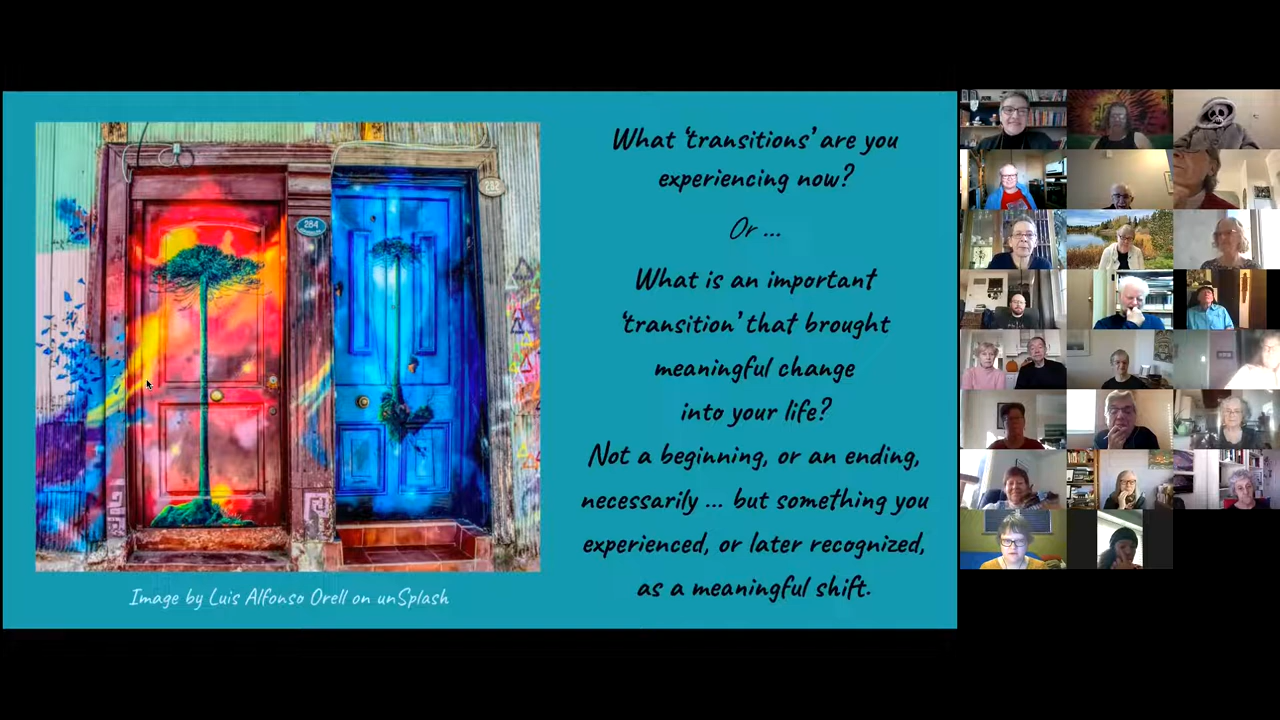 What ‘transitions’ are you
experiencing now?
Or ...
What is an important
‘transition’ that brought
meaningful change
into your life?
Not a beginning, or an ending,
necessarily ... but something you
experienced, or later recognized,
as a meaningful shift.
284
282
Image by Luis Alfonso Orell on unSplash